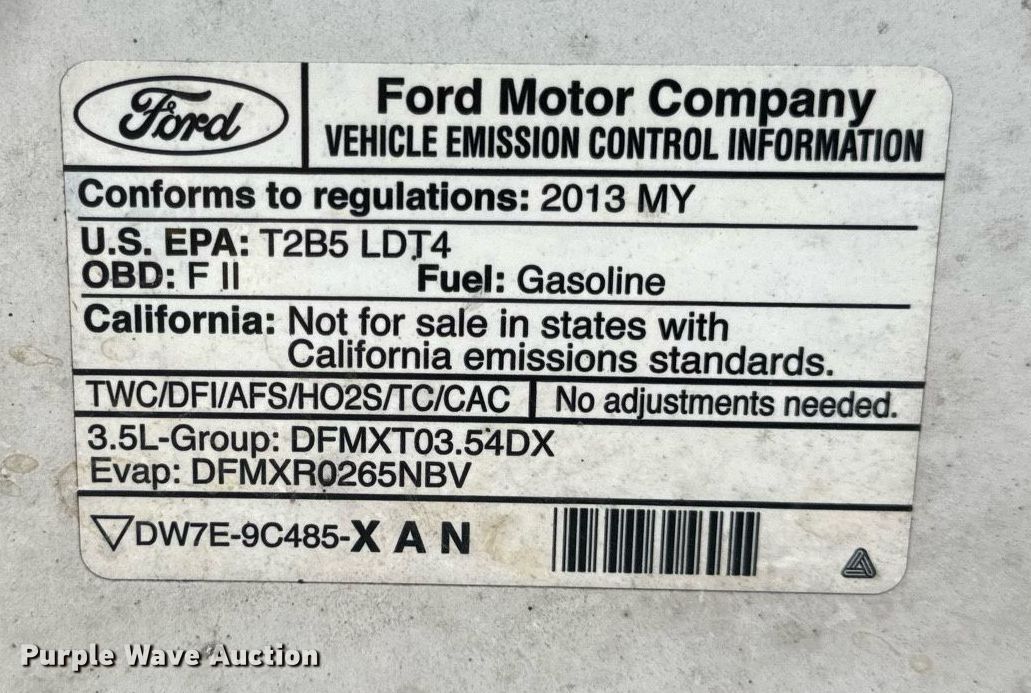 Ford
Ford Motor Company
VEHICLE EMISSION CONTROL INFORMATION
Conforms to regulations: 2013 MY
U.S. EPA: T2B5 LDT4
OBD: F II Fuel: Gasoline
California: Not for sale in states with
California emissions standards.
TWC/DFI/AFS/HO2S/TC/CAC No adjustments needed.
3.5L-Group: DFMXT03.54DX
Evap: DFMXR0265NBV
DW7E-9C485-X A N
Purple Wave Auction